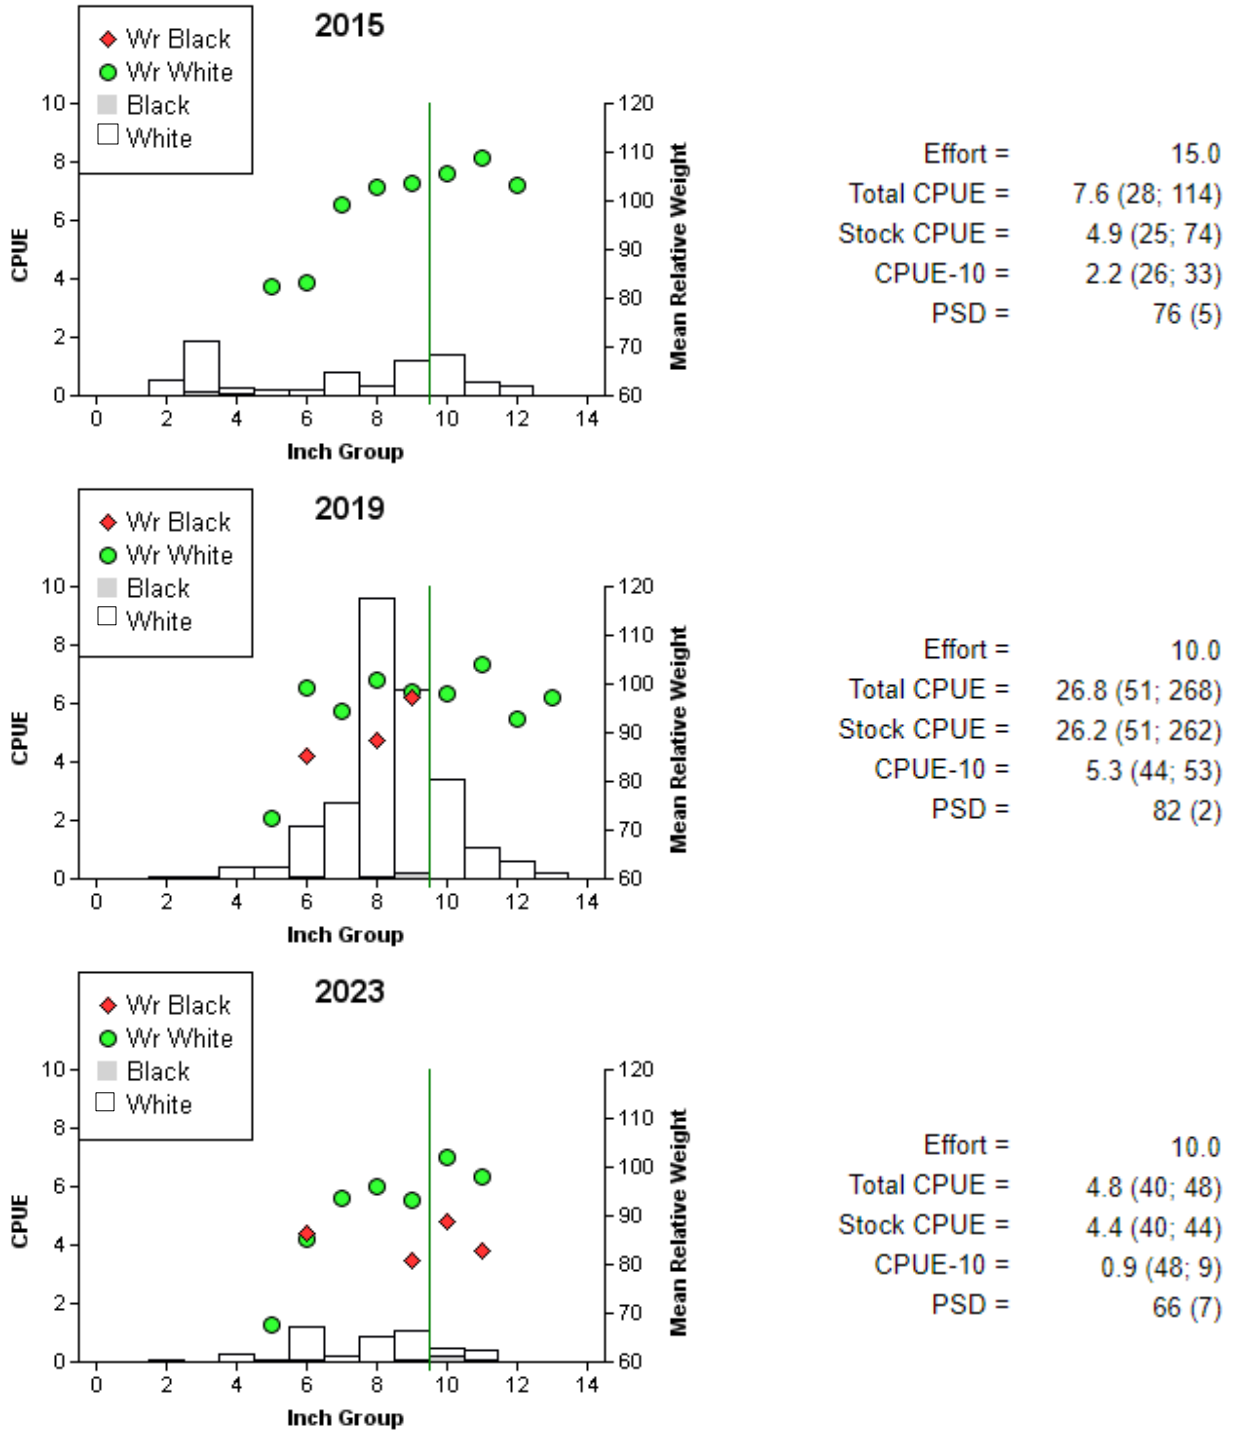 2015
Wr Black
Wr White
Black
White
10
8
6
4
2
0
CPUE
120
110
100
90
80
70
60
Mean Relative Weight
0 2 4 6 8 10 12 14
Inch Group
Effort = 15.0
Total CPUE = 7.6 (28; 114)
Stock CPUE = 4.9 (25; 74)
CPUE-10 = 2.2 (26; 33)
PSD = 76 (5)
2019
Wr Black
Wr White
Black
White
10
8
6
4
2
0
CPUE
120
110
100
90
80
70
60
Mean Relative Weight
0 2 4 6 8 10 12 14
Inch Group
Effort = 10.0
Total CPUE = 26.8 (51; 268)
Stock CPUE = 26.2 (51; 262)
CPUE-10 = 5.3 (44; 53)
PSD = 82 (2)
2023
Wr Black
Wr White
Black
White
10
8
6
4
2
0
CPUE
120
110
100
90
80
70
60
Mean Relative Weight
0 2 4 6 8 10 12 14
Inch Group
Effort = 10.0
Total CPUE = 4.8 (40; 48)
Stock CPUE = 4.4 (40; 44)
CPUE-10 = 0.9 (48; 9)
PSD = 66 (7)